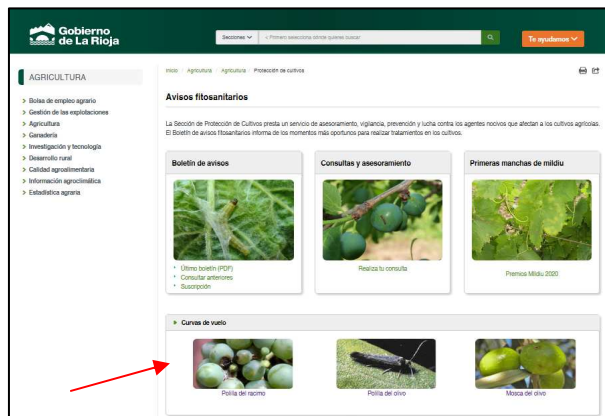 Gobierno
de La Rioja
Secciones
< Primero selecciona dónde quieres buscar
Te ayudamos
AGRICULTURA
Bolsa de empleo agrario
Gestión de las explotaciones
Agricultura
Ganadería
Investigación y tecnología
Desarrollo rural
Calidad agroalimentaria
Información agroclimática
Estadística agraria
Inicio / Agricultura / Agricultura / Protección de cultivos
Avisos fitosanitarios
La Sección de Protección de Cultivos presta un servicio de asesoramiento, vigilancia, prevención y lucha contra los agentes nocivos que afectan a los cultivos agrícolas.
El Boletín de avisos fitosanitarios informa de los momentos más oportunos para realizar tratamientos en los cultivos.
Boletín de avisos
Último boletín (PDF)
Consultar anteriores
Suscripción
Consultas y asesoramiento
Realiza tu consulta
Primeras manchas de mildiu
Premios Mildiu 2020
Curvas de vuelo
Polilla del racimo
Polilla del olivo
Mosca del olivo